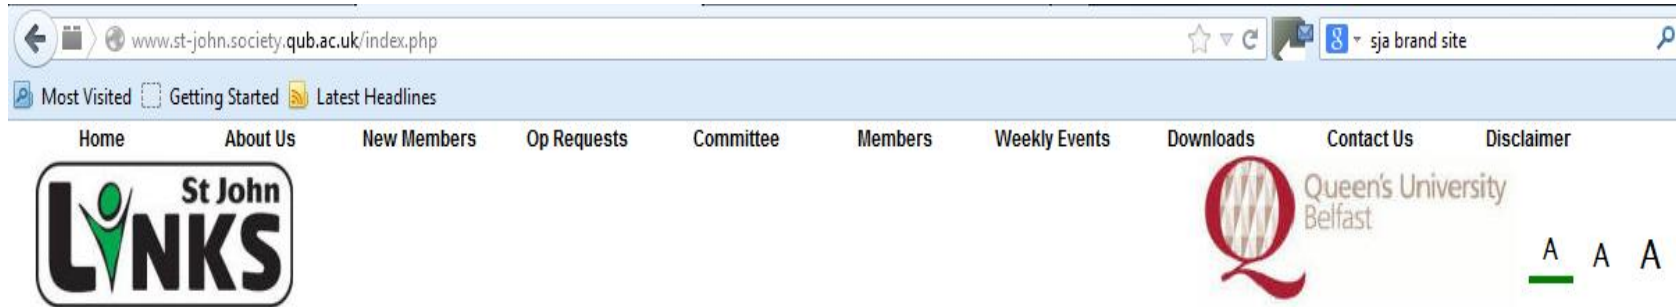 www.st-john.society.qub.ac.uk/index.php
8 sja brand site
Most Visited Getting Started Latest Headlines
Home About Us New Members Op Requests Committee Members Weekly Events Downloads Contact Us Disclaimer
St John
LINKS
Queen's University
Belfast
A A A